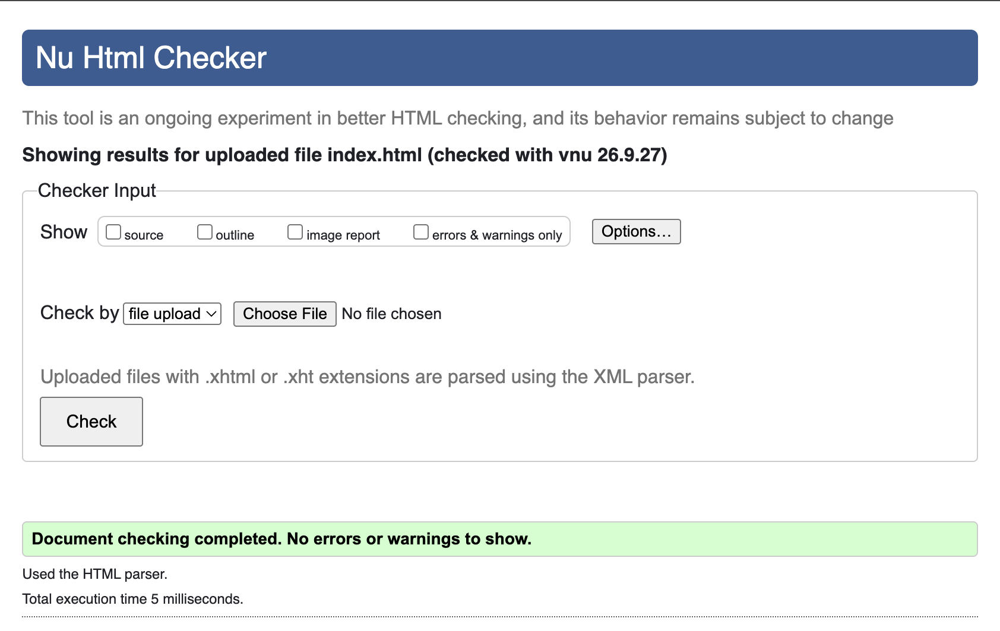 Nu Html Checker
This tool is an ongoing experiment in better HTML checking, and its behavior remains subject to change
Showing results for uploaded file index.html (checked with vnu 26.9.27)
Checker Input
Show source outline image report errors & warnings only Options…
Check by file upload Choose File No file chosen
Uploaded files with .xhtml or .xht extensions are parsed using the XML parser.
Check
Document checking completed. No errors or warnings to show.
Used the HTML parser.
Total execution time 5 milliseconds.